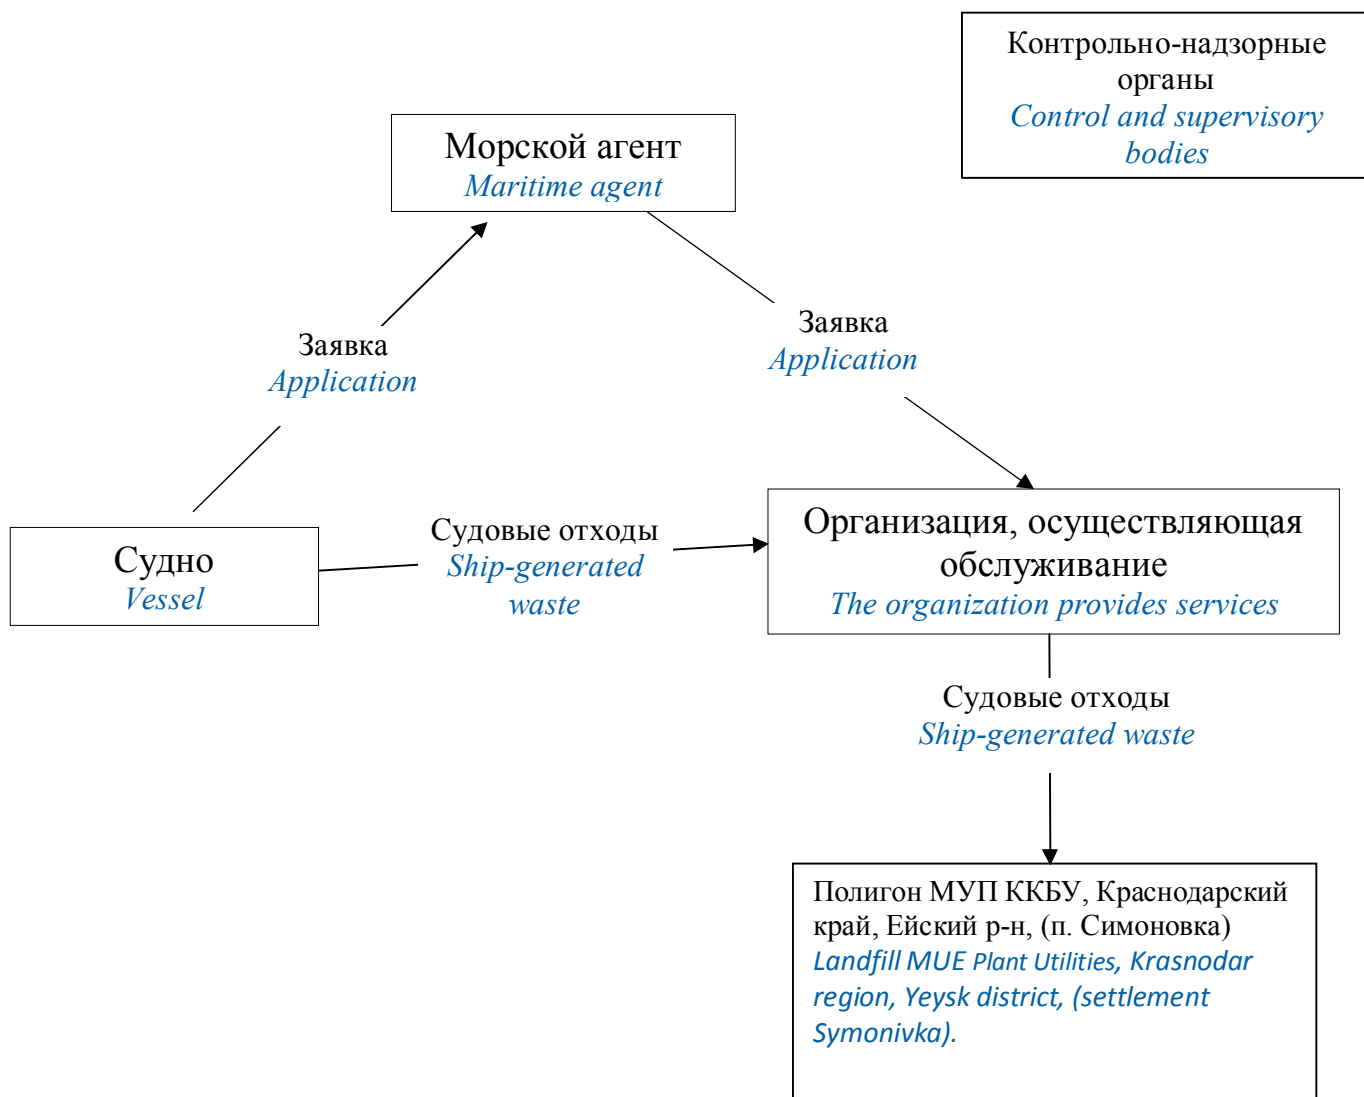 Контрольно-надзорные
органы
Control and supervisory
bodies
Морской агент
Maritime agent
Заявка
Application
Заявка
Application
Судно
Vessel
Судовые отходы
Ship-generated
waste
Организация, осуществляющая
обслуживание
The organization provides services
Судовые отходы
Ship-generated waste
Полигон МУП ККБУ, Краснодарский
край, Ейский р-н, (п. Симоновка)
Landfill MUE Plant Utilities, Krasnodar
region, Yeysk district, (settlement
Symonivka).